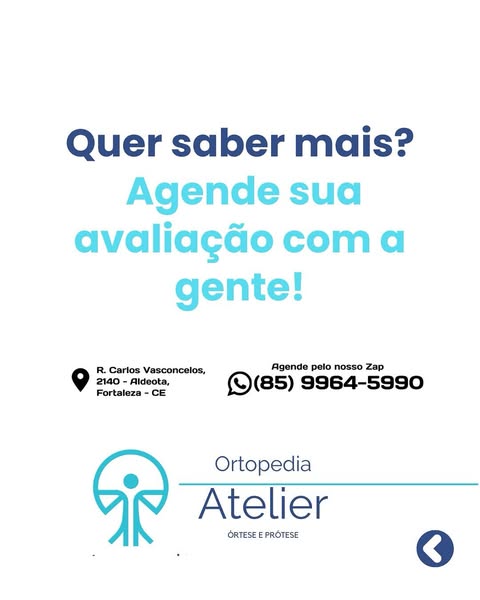 Quer saber mais?
Agende sua
avaliação com a
gente!
R. Carlos Vasconcelos,
2140 - Aldeota,
Fortaleza - CE
Agende pelo nosso Zap
(85) 9964-5990
Ortopedia
Atelier
ÓRTESE E PRÓTESE